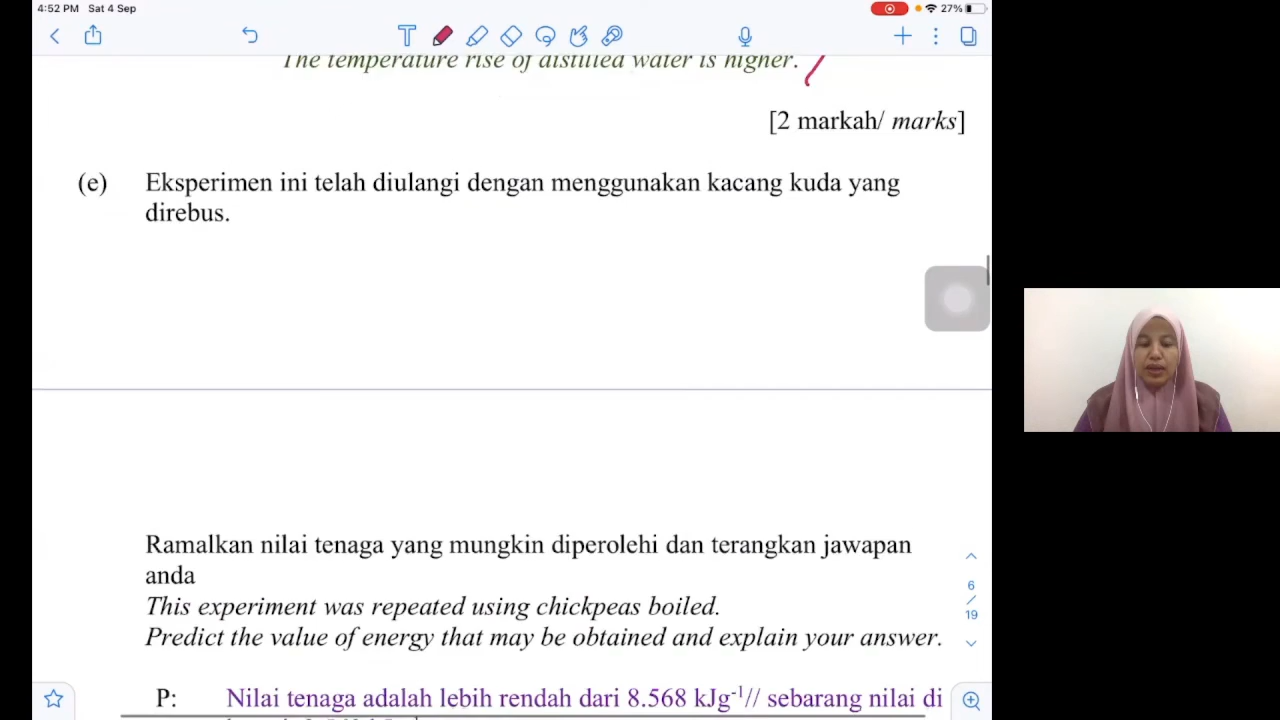 4:52 PM Sat 4 Sep
27%
The temperature rise of distilled water is higher.
[2 markah/ marks]
(e) Eksperimen ini telah diulangi dengan menggunakan kacang kuda yang
direbus.
Ramalkan nilai tenaga yang mungkin diperolehi dan terangkan jawapan
anda
This experiment was repeated using chickpeas boiled.
Predict the value of energy that may be obtained and explain your answer.
6
/
19
P: Nilai tenaga adalah lebih rendah dari 8.568 kJg⁻¹// sebarang nilai di